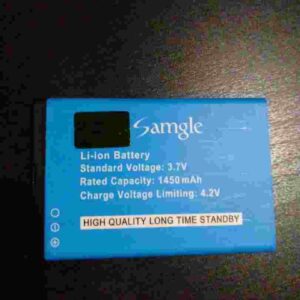 Samgle
Li-Ion Battery
Standard Voltage: 3.7V
Rated Capacity: 1450mAh
Charge Voltage Limiting: 4.2V
HIGH QUALITY LONG TIME STANDBY